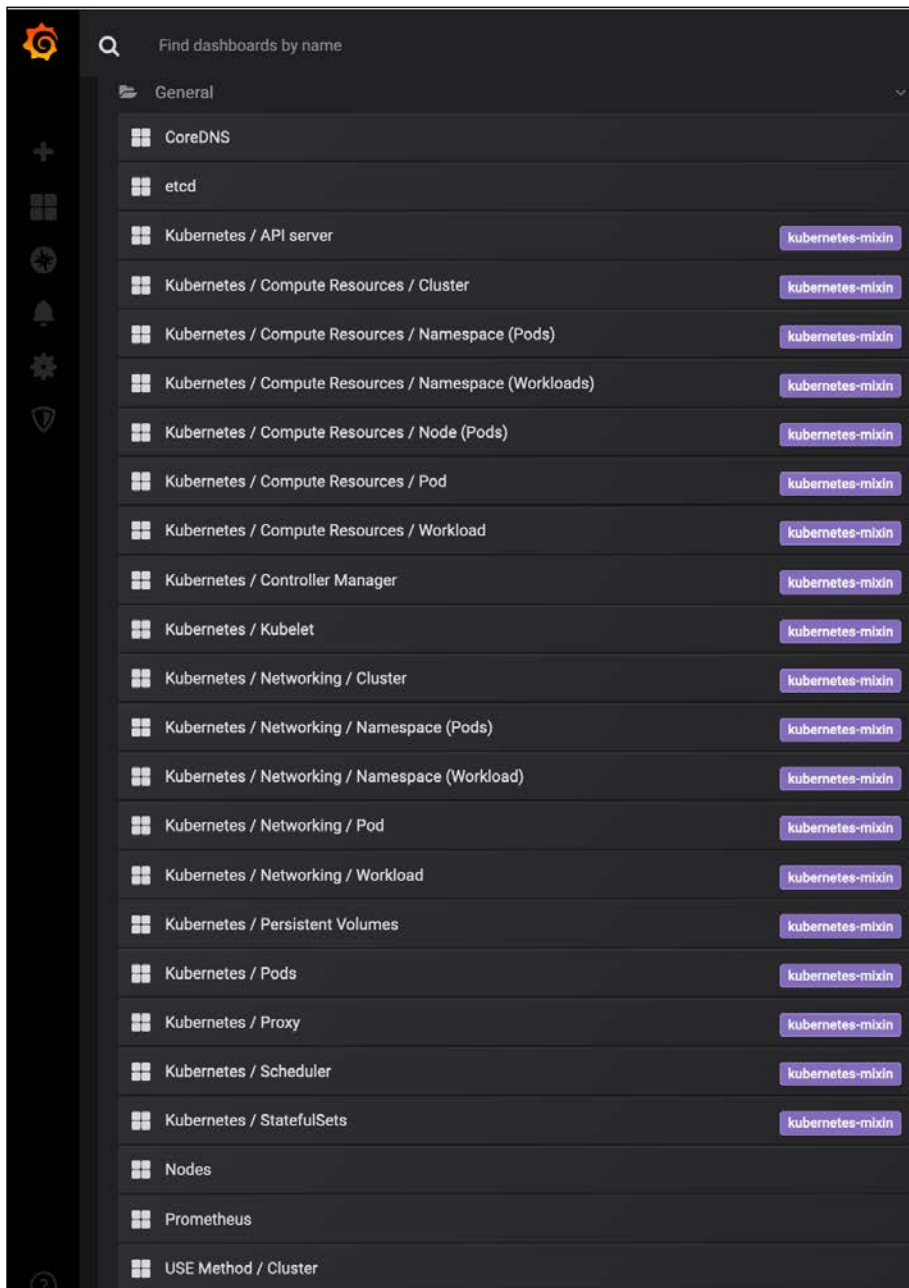 Find dashboards by name
General
CoreDNS
etcd
Kubernetes / API server kubernetes-mixin
Kubernetes / Compute Resources / Cluster kubernetes-mixin
Kubernetes / Compute Resources / Namespace (Pods) kubernetes-mixin
Kubernetes / Compute Resources / Namespace (Workloads) kubernetes-mixin
Kubernetes / Compute Resources / Node (Pods) kubernetes-mixin
Kubernetes / Compute Resources / Pod kubernetes-mixin
Kubernetes / Compute Resources / Workload kubernetes-mixin
Kubernetes / Controller Manager kubernetes-mixin
Kubernetes / Kubelet kubernetes-mixin
Kubernetes / Networking / Cluster kubernetes-mixin
Kubernetes / Networking / Namespace (Pods) kubernetes-mixin
Kubernetes / Networking / Namespace (Workload) kubernetes-mixin
Kubernetes / Networking / Pod kubernetes-mixin
Kubernetes / Networking / Workload kubernetes-mixin
Kubernetes / Persistent Volumes kubernetes-mixin
Kubernetes / Pods kubernetes-mixin
Kubernetes / Proxy kubernetes-mixin
Kubernetes / Scheduler kubernetes-mixin
Kubernetes / StatefulSets kubernetes-mixin
Nodes
Prometheus
USE Method / Cluster